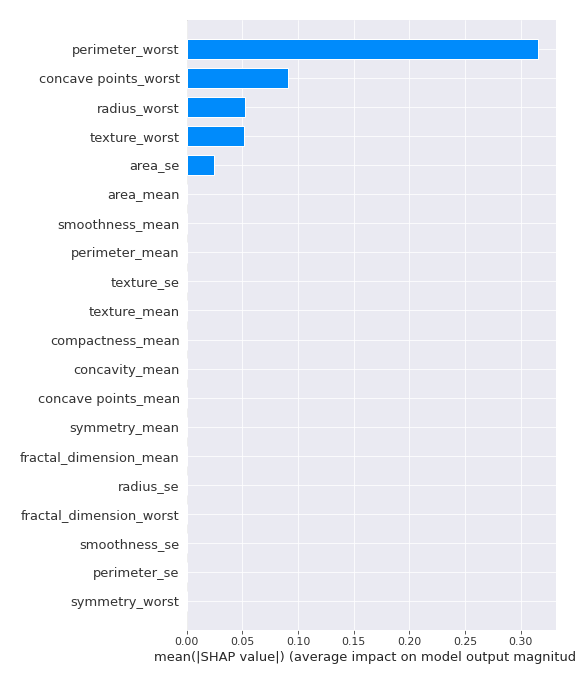 perimeter_worst
concave points_worst
radius_worst
texture_worst
area_se
area_mean
smoothness_mean
perimeter_mean
texture_se
texture_mean
compactness_mean
concavity_mean
concave points_mean
symmetry_mean
fractal_dimension_mean
radius_se
fractal_dimension_worst
smoothness_se
perimeter_se
symmetry_worst
0.00 0.05 0.10 0.15 0.20 0.25 0.30
mean(|SHAP value|) (average impact on model output magnitud